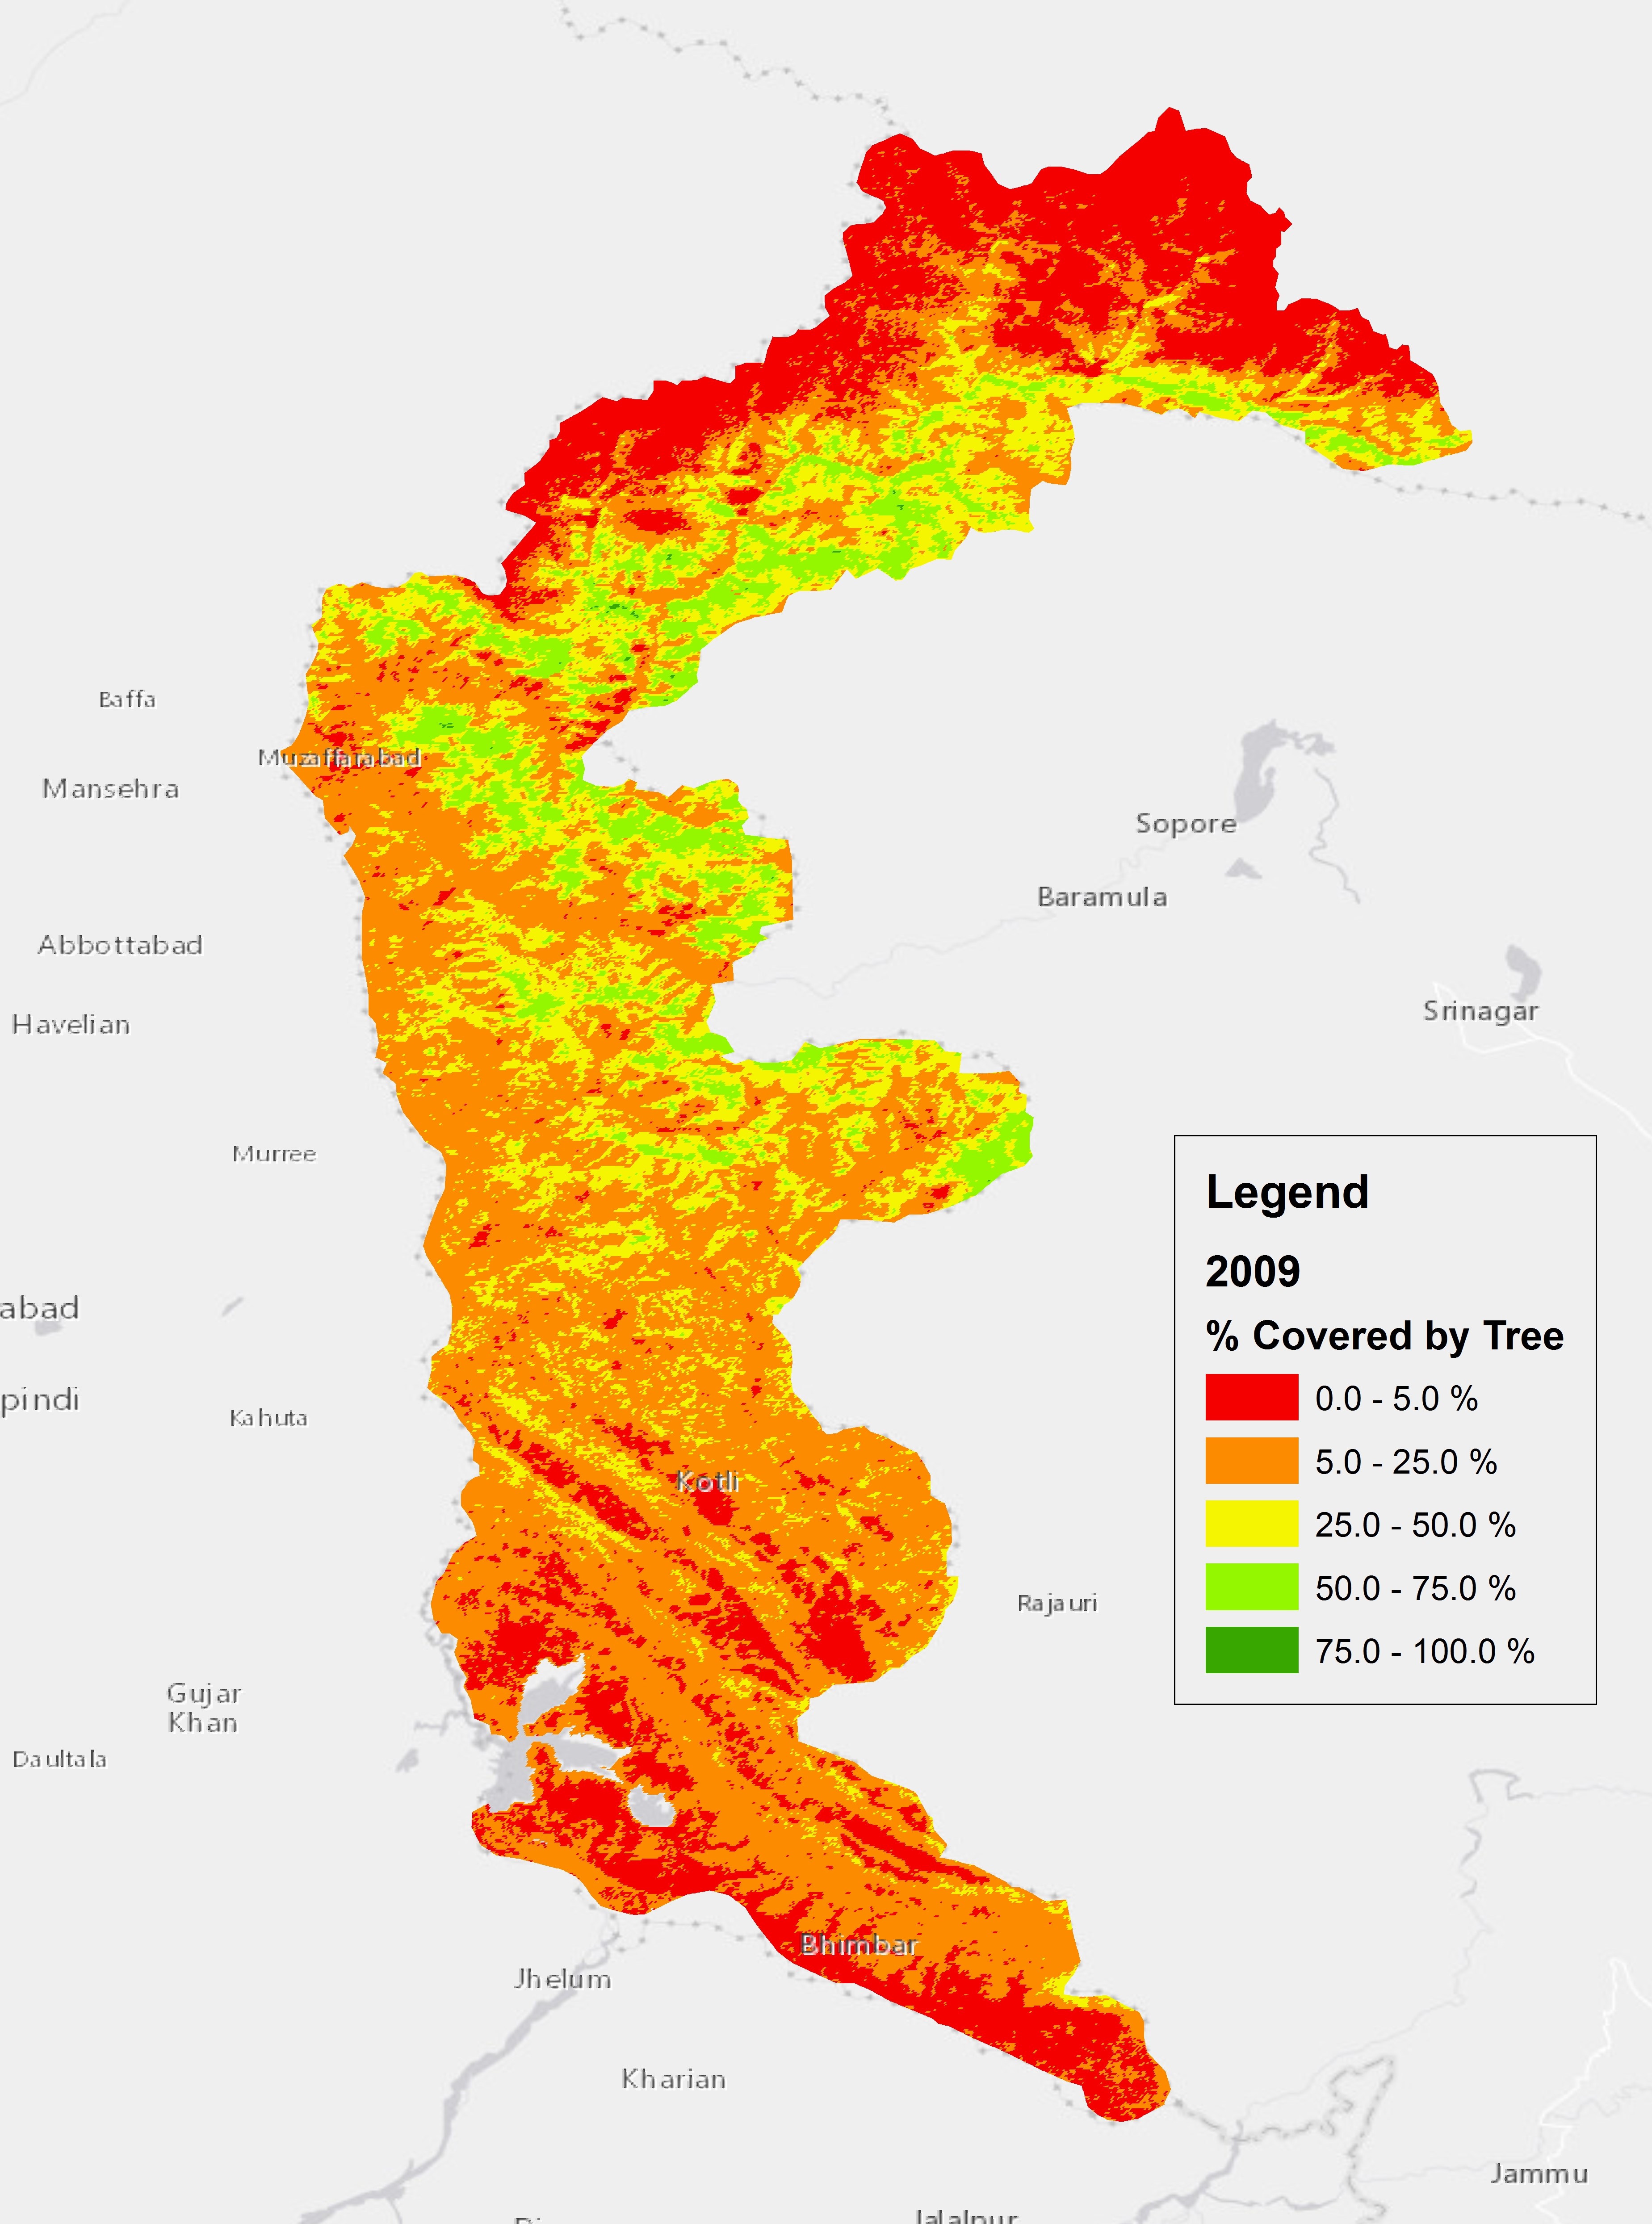 Baffa
Muzaffarabad
Mansehra
Sopore
Baramula
Abbottabad
Srinagar
Havelian
Murree
abad
pindi
Kahuta
Kotli
Rajauri
Gujar
Khan
Daultala
Bhimbar
Jhelum
Kharian
Jammu
Jalalpur
Legend
2009
% Covered by Tree
0.0 - 5.0 %
5.0 - 25.0 %
25.0 - 50.0 %
50.0 - 75.0 %
75.0 - 100.0 %